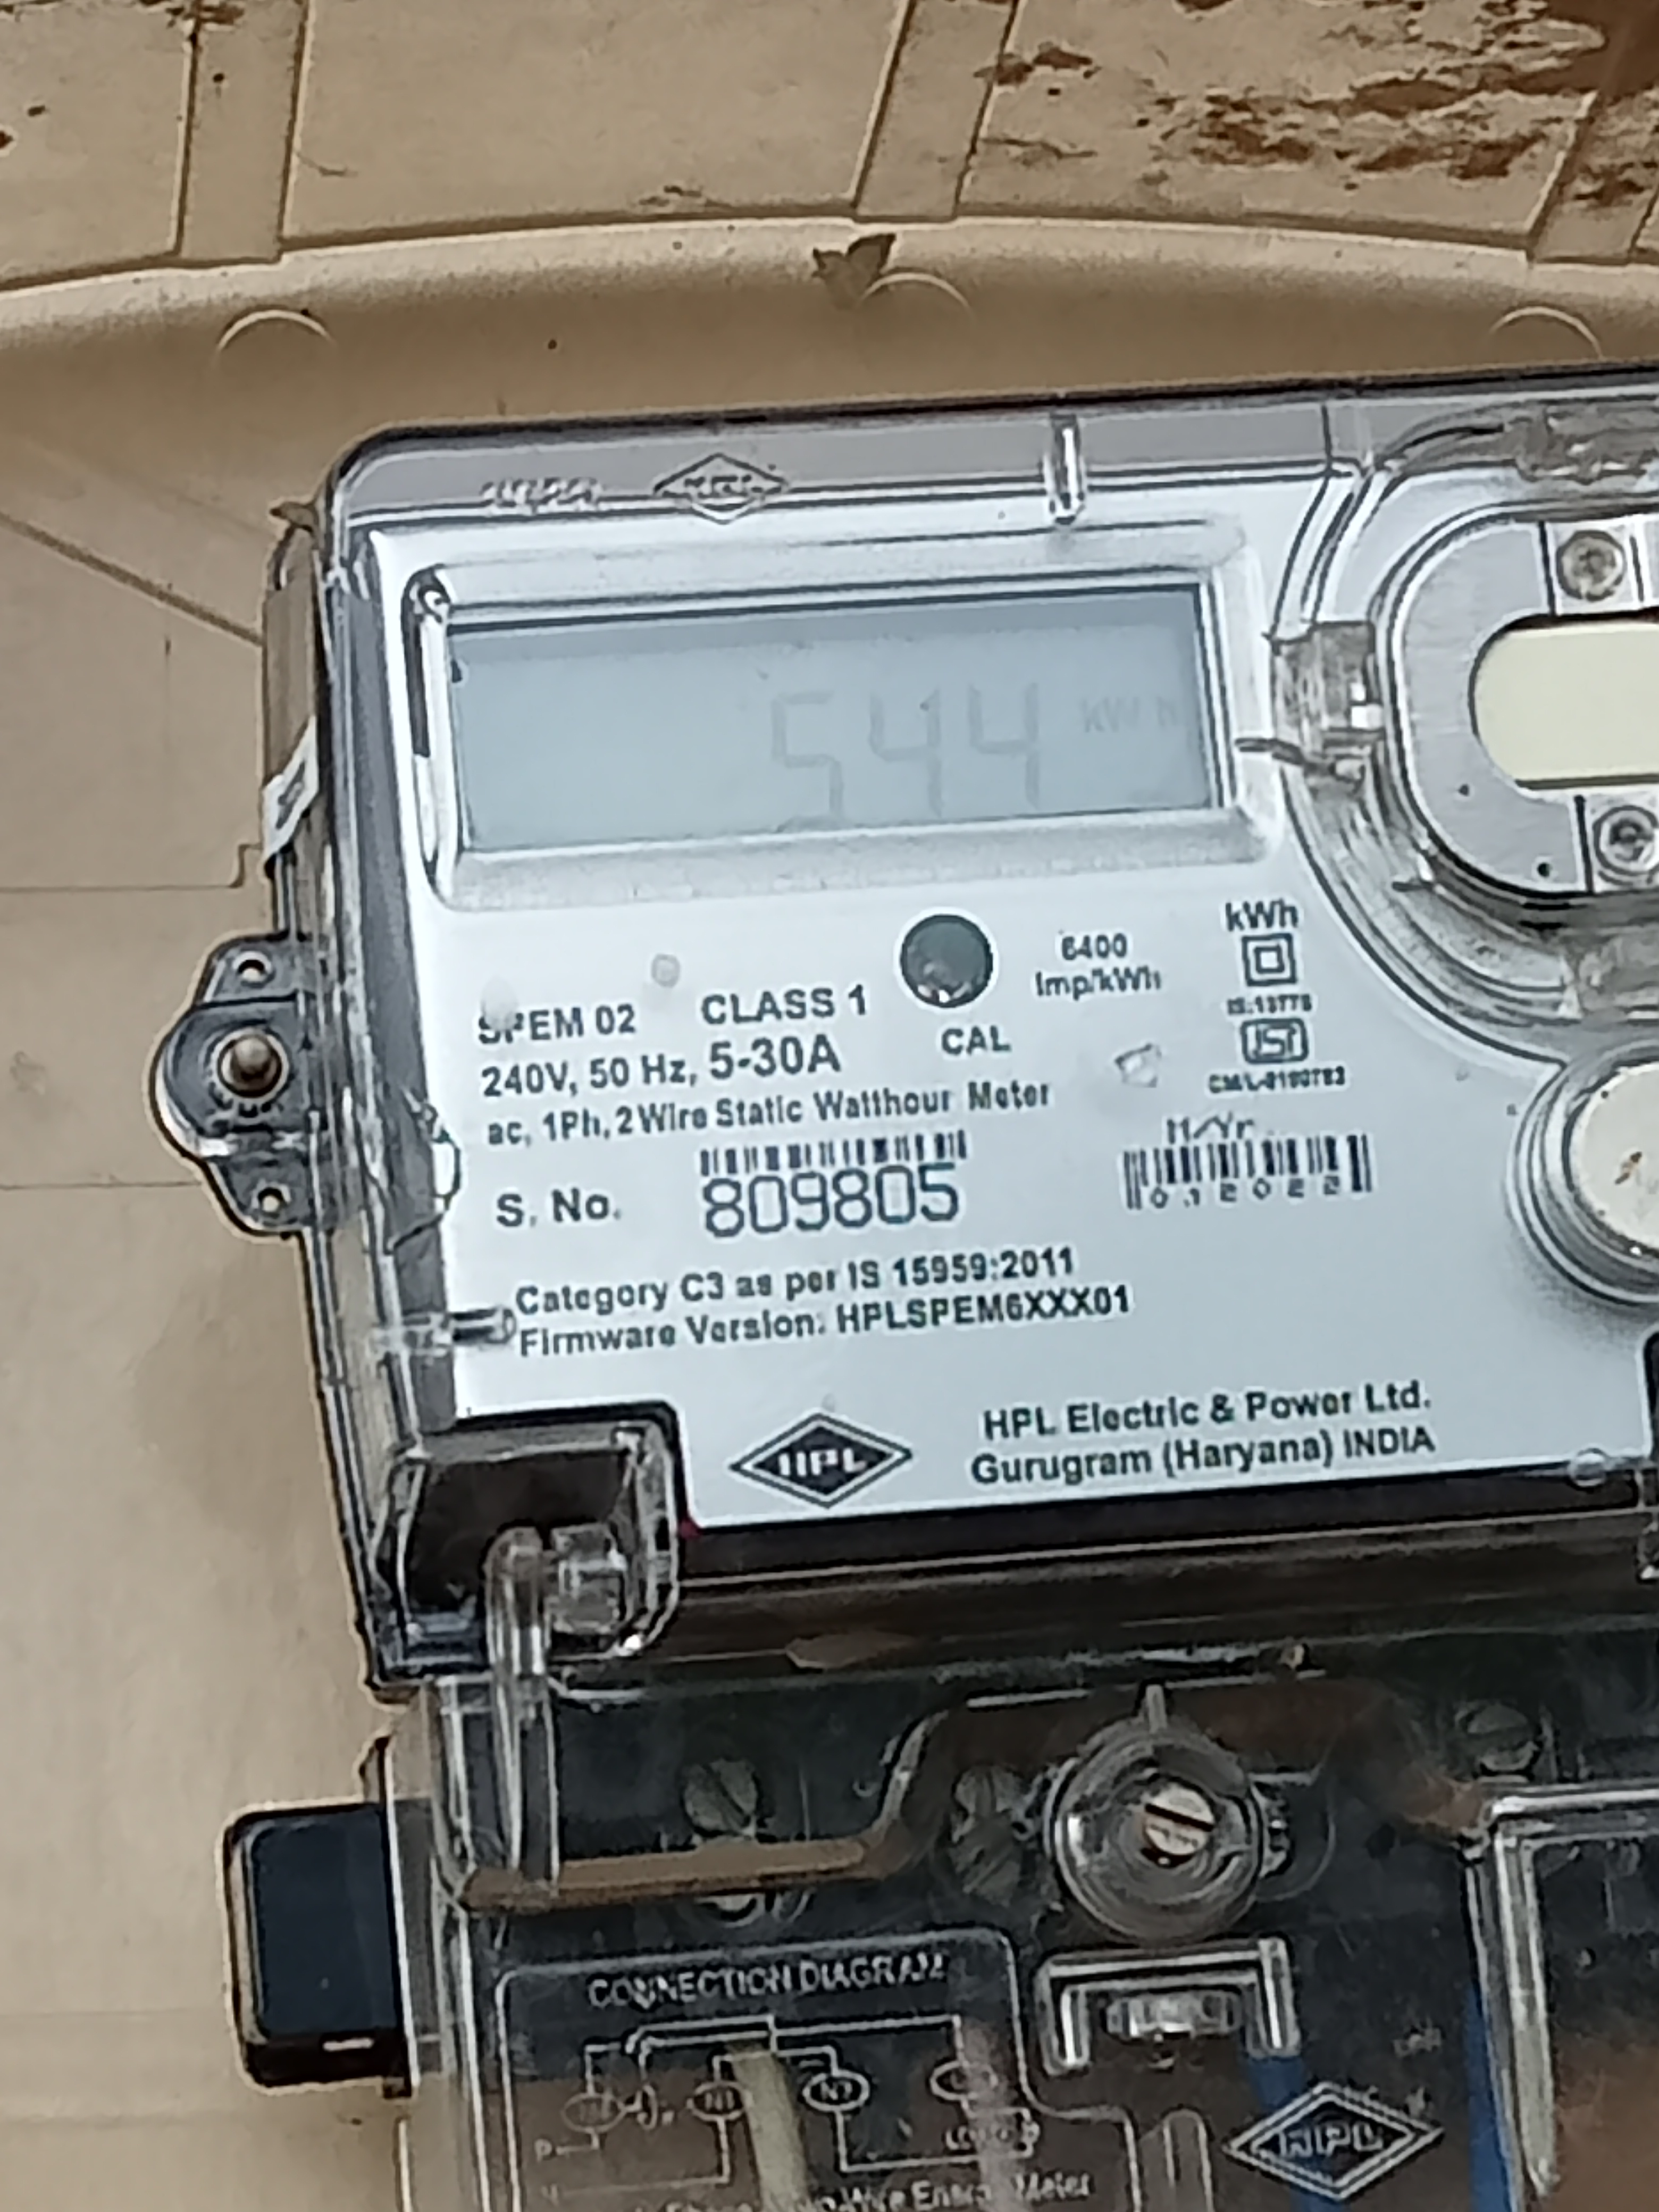 HPL
544 kWh
kWh
6400
Imp/kWh
SPEM 02 CLASS 1
CAL
240V, 50 Hz, 5-30A
ac, 1Ph, 2 Wire Static Watthour Meter
M/Yr.
S. No. 809805
012022
Category C3 as per IS 15959:2011
Firmware Version: HPLSPEM6XXX01
HPL
HPL Electric & Power Ltd.
Gurugram (Haryana) INDIA
CONNECTION DIAGRAM
HPL
Meter